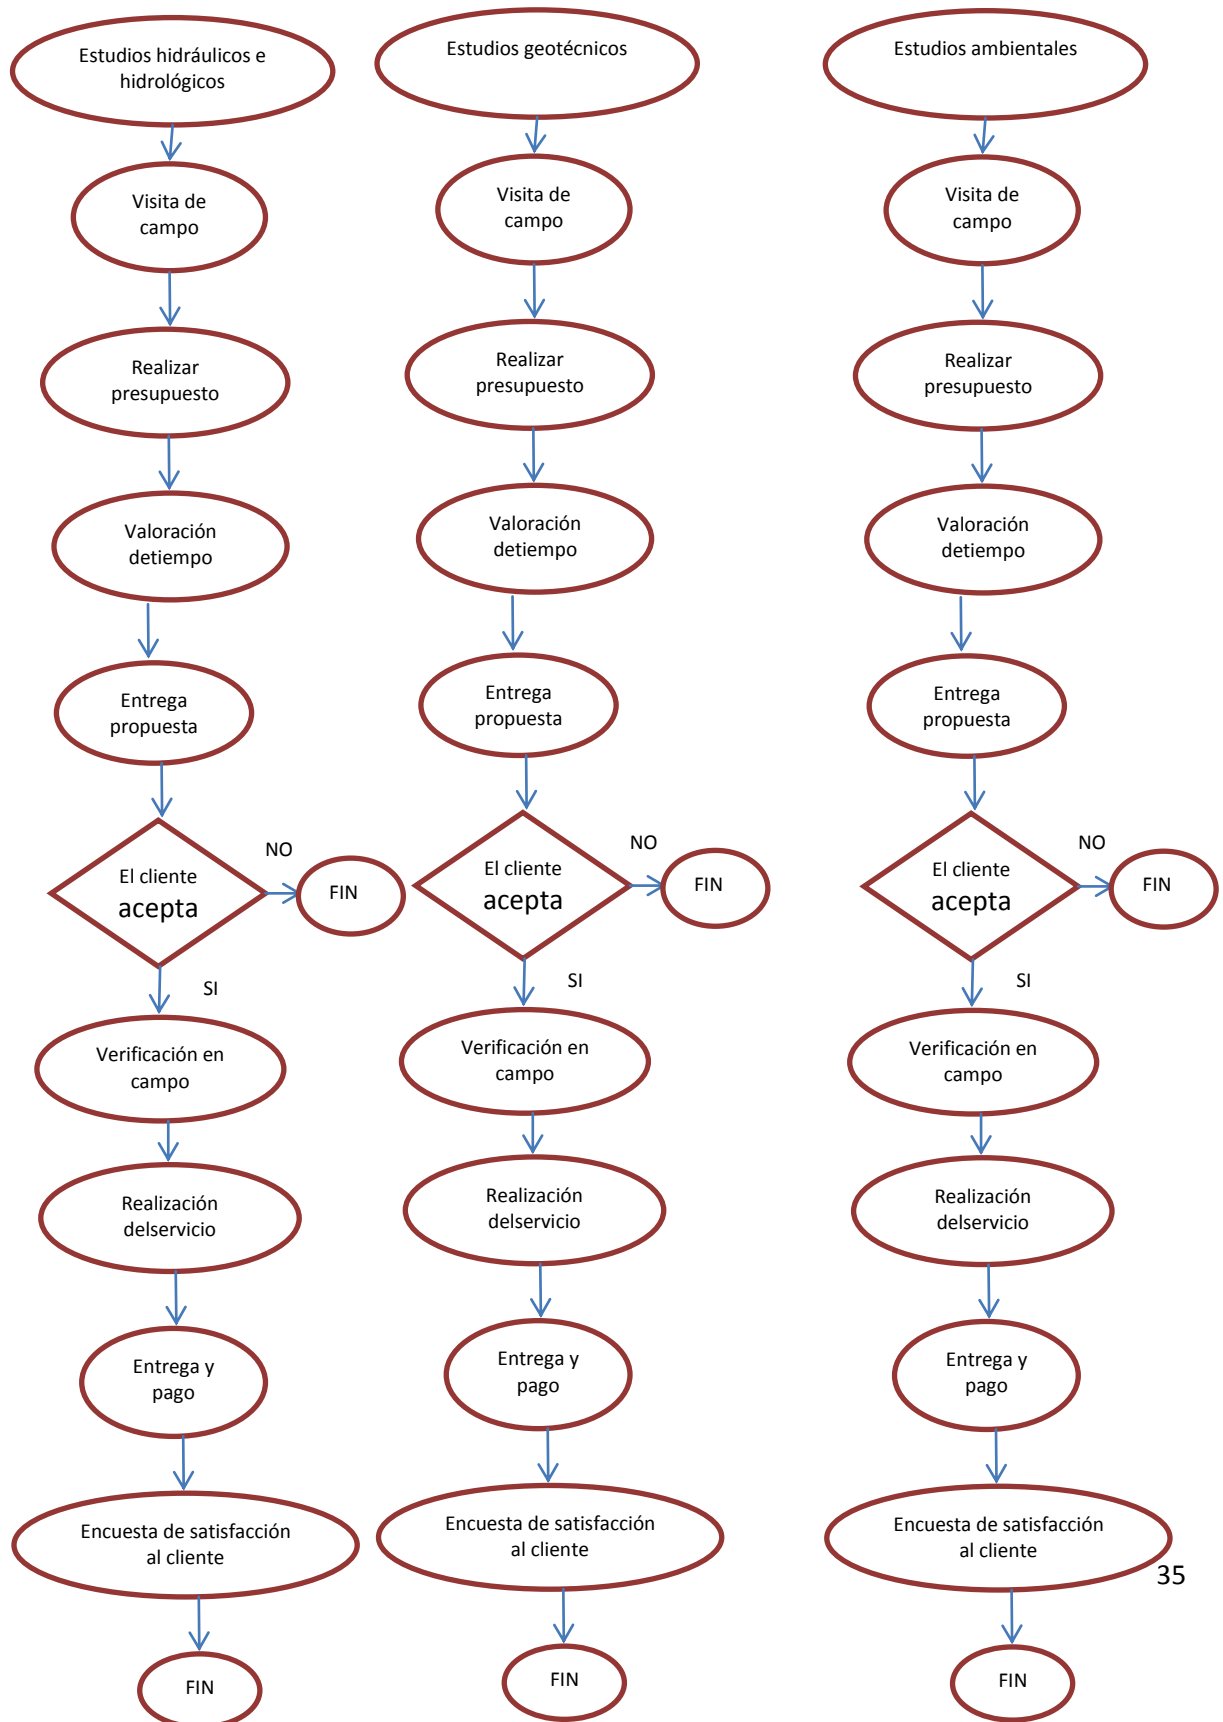 Estudios hidráulicos e
hidrológicos
Visita de
campo
Realizar
presupuesto
Valoración
detiempo
Entrega
propuesta
El cliente
acepta
NO
FIN
SI
Verificación en
campo
Realización
delservicio
Entrega y
pago
Encuesta de satisfacción
al cliente
FIN
Estudios geotécnicos
Visita de
campo
Realizar
presupuesto
Valoración
detiempo
Entrega
propuesta
El cliente
acepta
NO
FIN
SI
Verificación en
campo
Realización
delservicio
Entrega y
pago
Encuesta de satisfacción
al cliente
FIN
Estudios ambientales
Visita de
campo
Realizar
presupuesto
Valoración
detiempo
Entrega
propuesta
El cliente
acepta
NO
FIN
SI
Verificación en
campo
Realización
delservicio
Entrega y
pago
Encuesta de satisfacción
al cliente
FIN
35